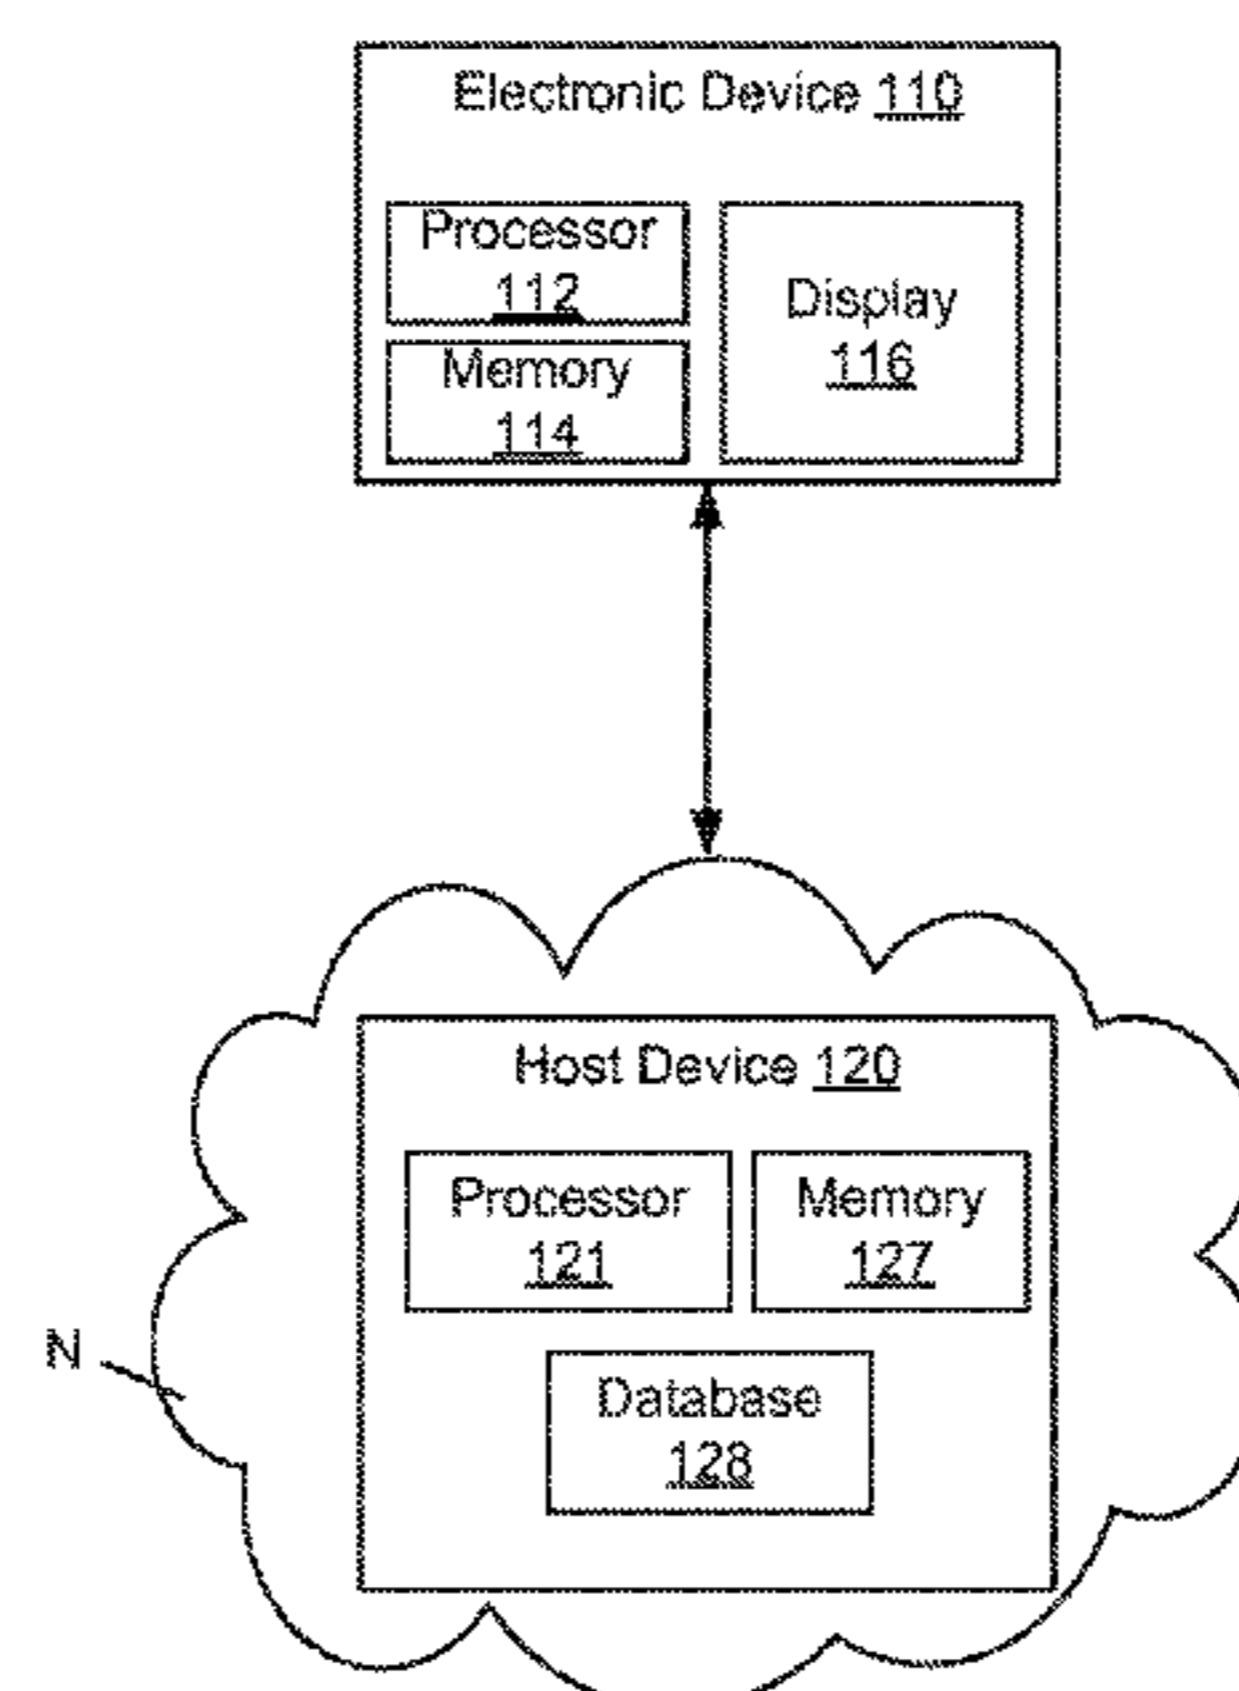 Electronic Device 110
Processor
112
Display
116
Memory
114
Host Device 120
Processor
121
Memory
127
N
Database
128